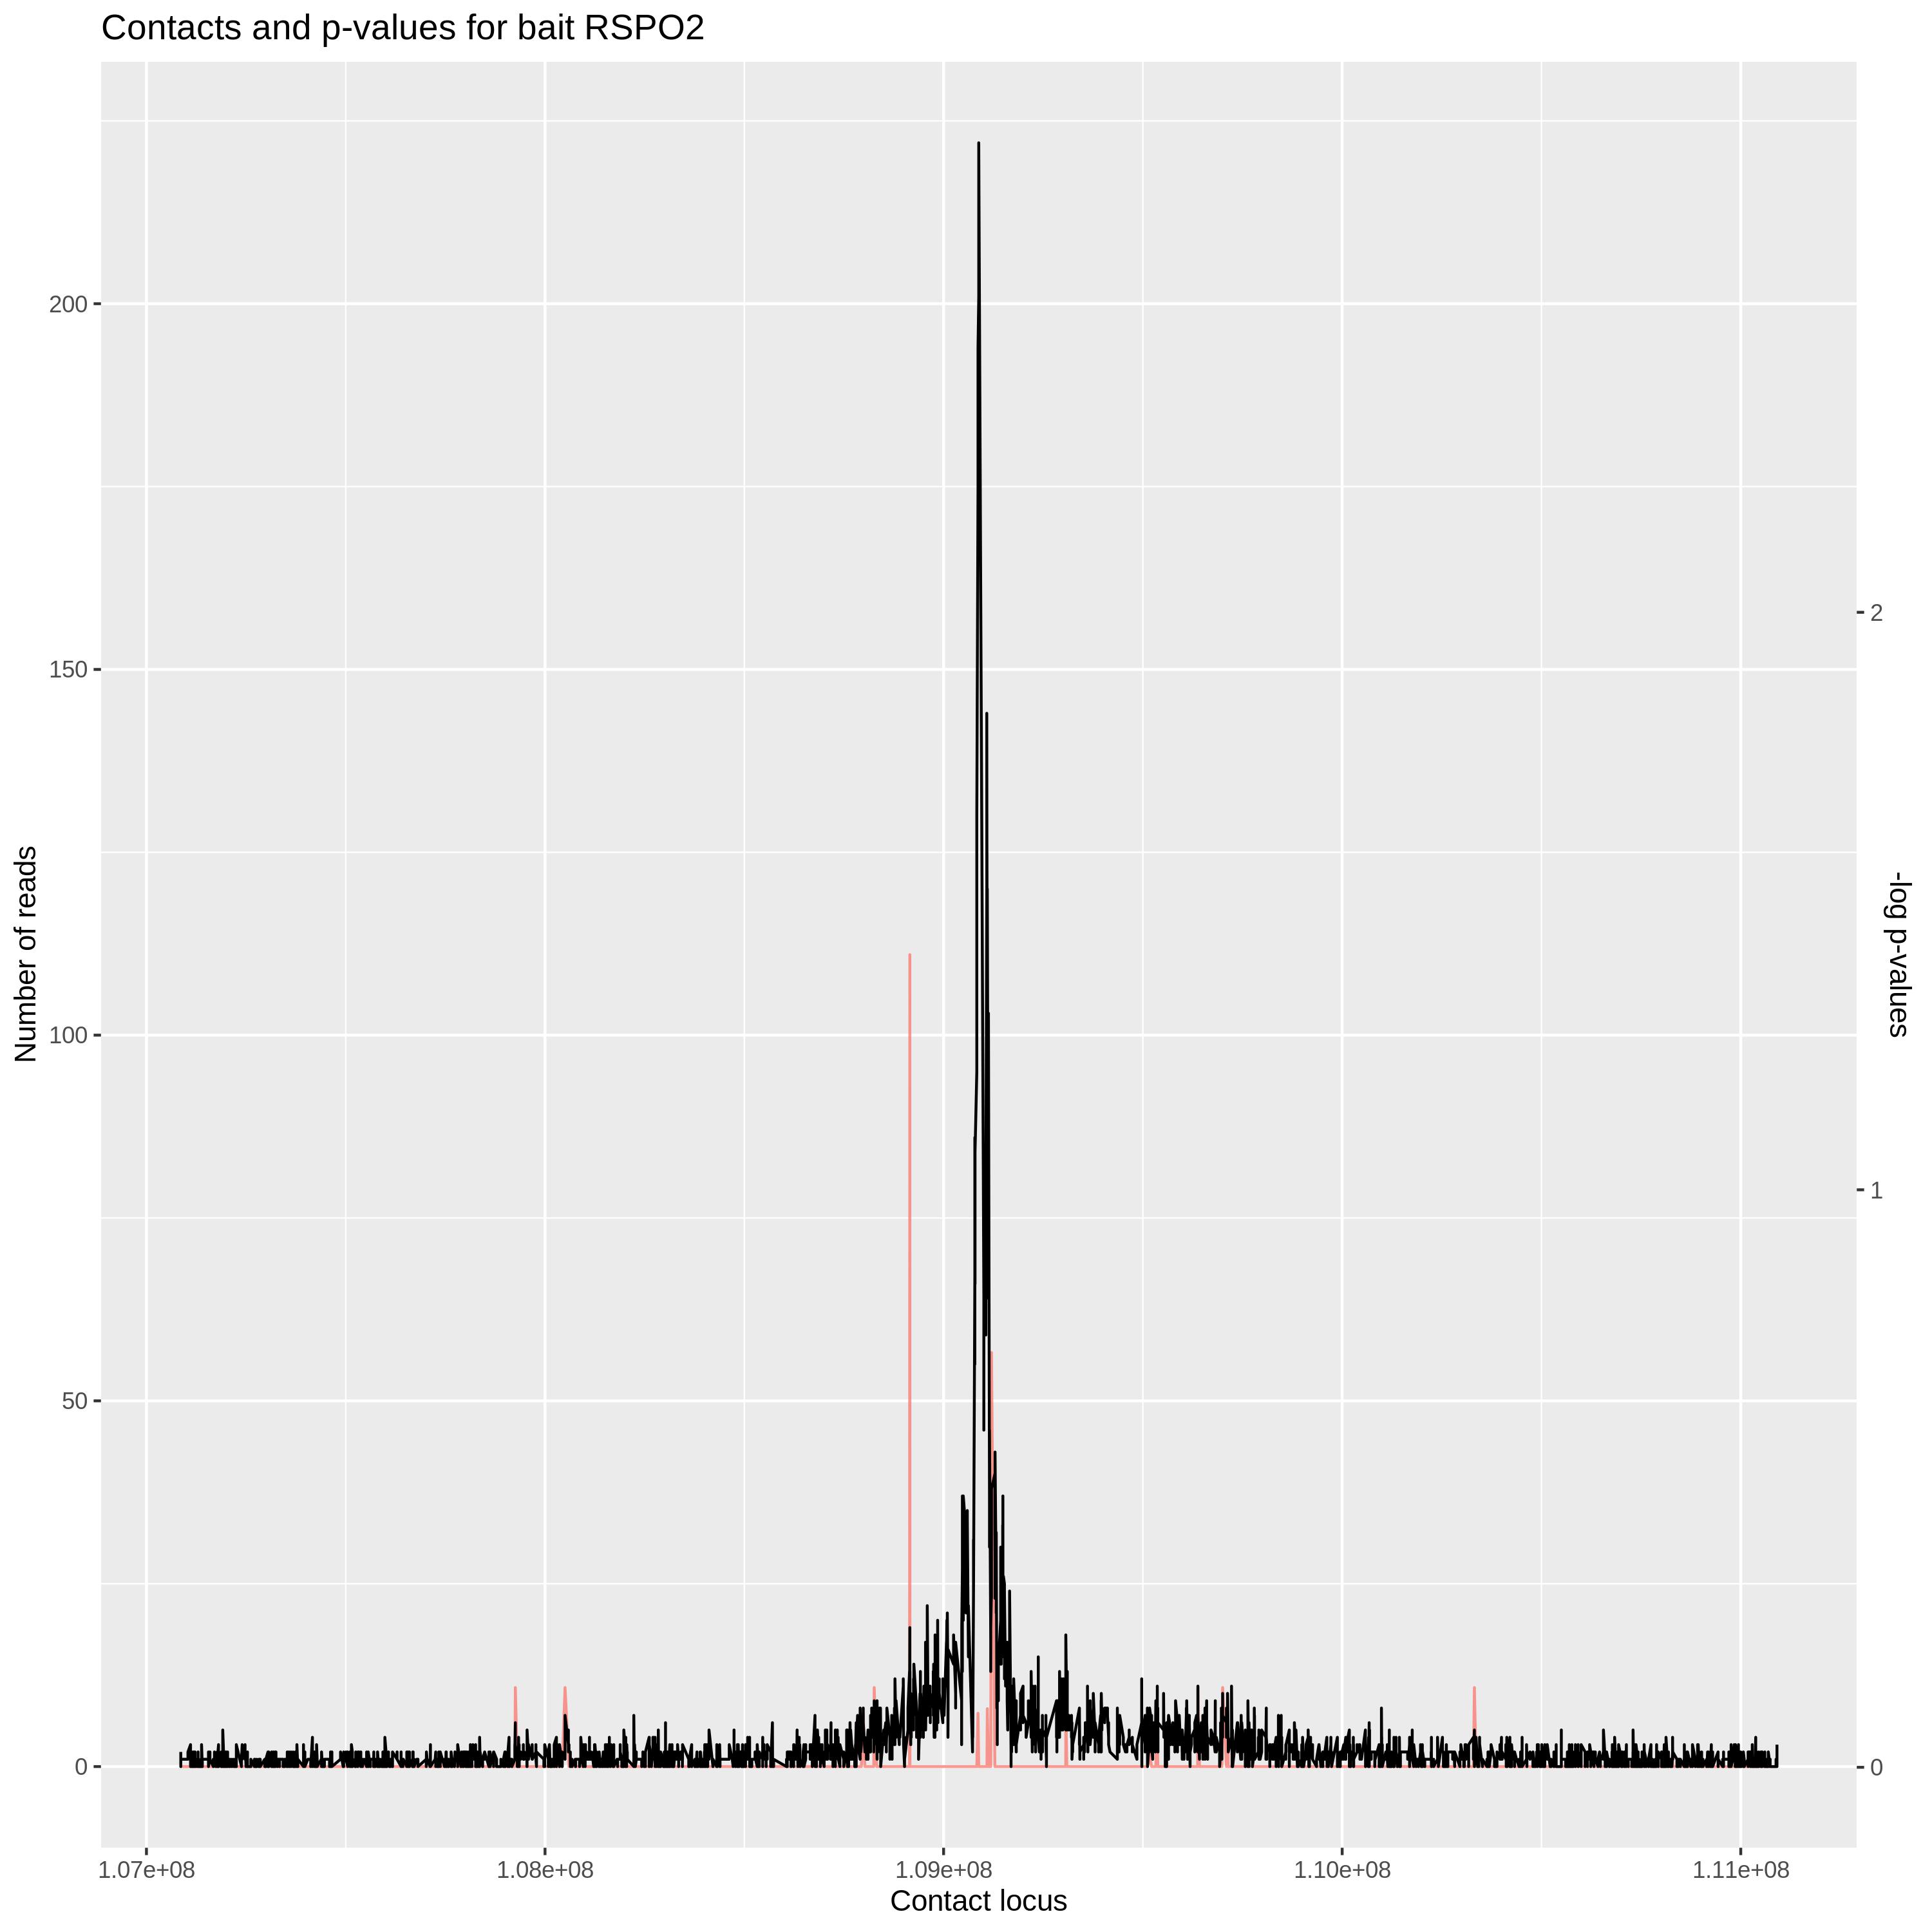 Contacts and p-values for bait RSPO2
200
150
100
50
0
Number of reads
2
1
0
-log p-values
1.07e+08
1.08e+08
1.09e+08
1.10e+08
1.11e+08
Contact locus